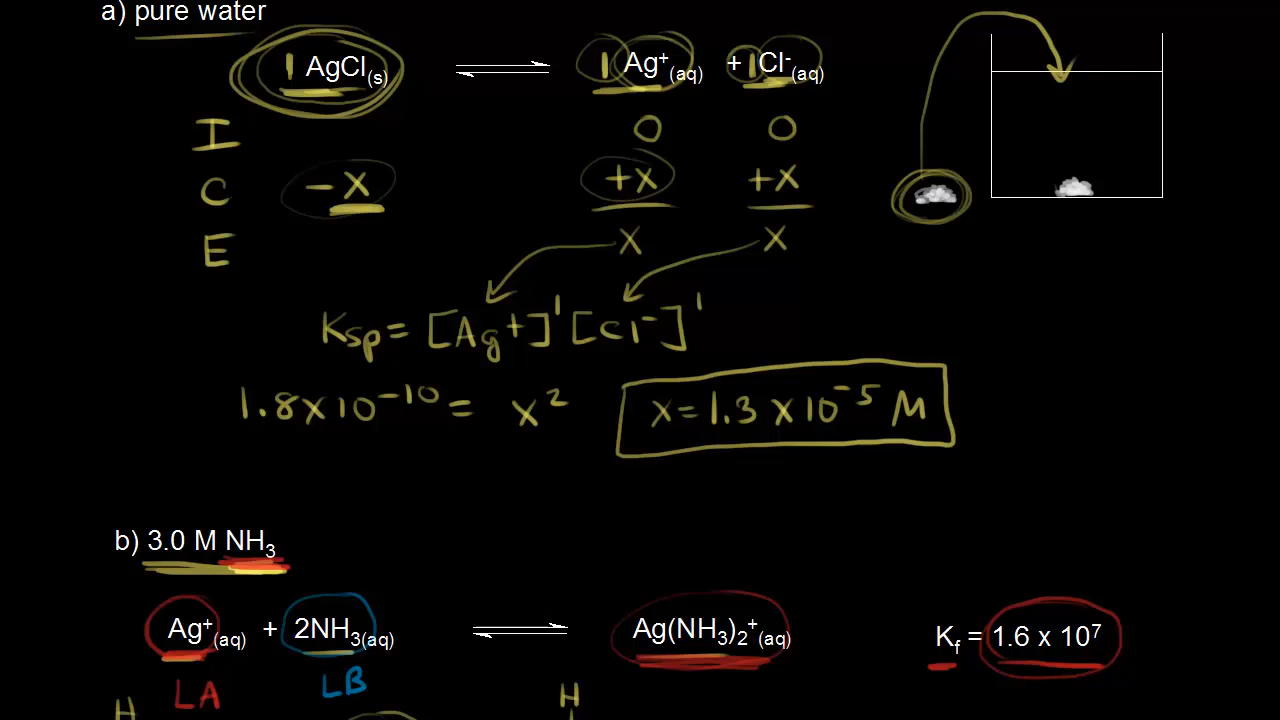 a) pure water
1 AgCl(s) ⇌ 1 Ag⁺(aq) + 1 Cl⁻(aq)
I 0 0
C -x +x +x
E x x
Ksp = [Ag+]¹ [Cl⁻]¹
1.8 x 10⁻¹⁰ = x² x = 1.3 x 10⁻⁵ M
b) 3.0 M NH₃
Ag⁺(aq) + 2NH₃(aq) ⇌ Ag(NH₃)₂⁺(aq) Kf = 1.6 x 10⁷
LA LB
H H